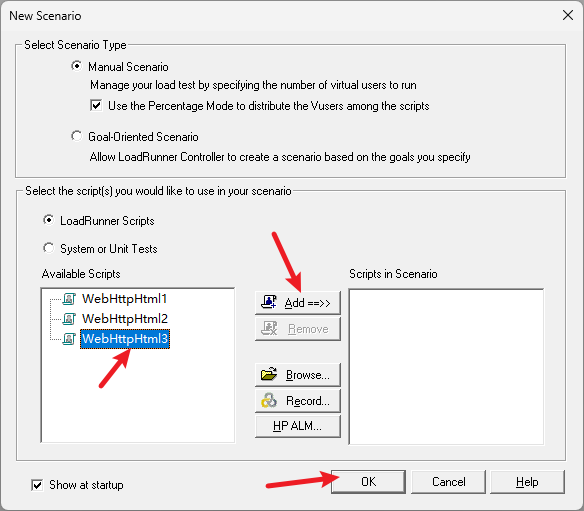 New Scenario
Select Scenario Type
Manual Scenario
Manage your load test by specifying the number of virtual users to run
Use the Percentage Mode to distribute the Vusers among the scripts
Goal-Oriented Scenario
Allow LoadRunner Controller to create a scenario based on the goals you specify
Select the script(s) you would like to use in your scenario
LoadRunner Scripts
System or Unit Tests
Available Scripts
Scripts in Scenario
WebHttpHtml1
WebHttpHtml2
WebHttpHtml3
Add ==>>
Remove
Browse...
Record...
HP ALM...
Show at startup
OK
Cancel
Help